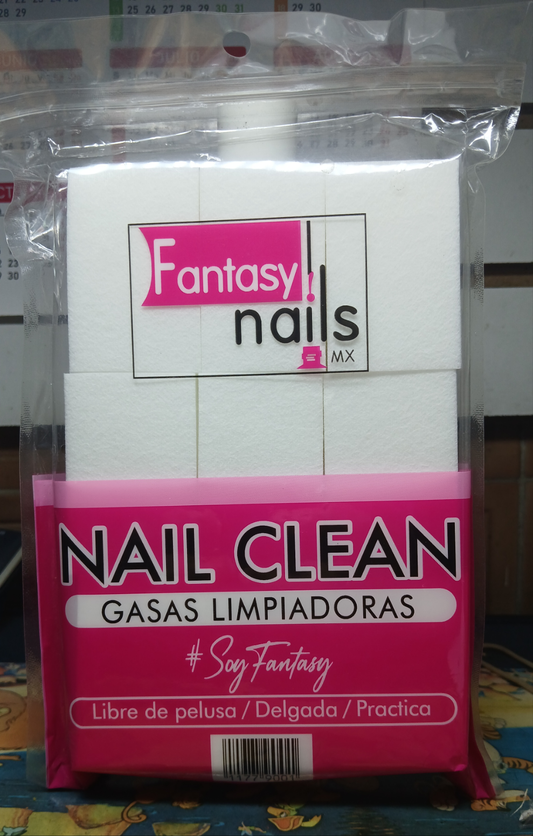 Fantasy
nails
MX
NAIL CLEAN
GASAS LIMPIADORAS
#SoyFantasy
Libre de pelusa / Delgada / Practica